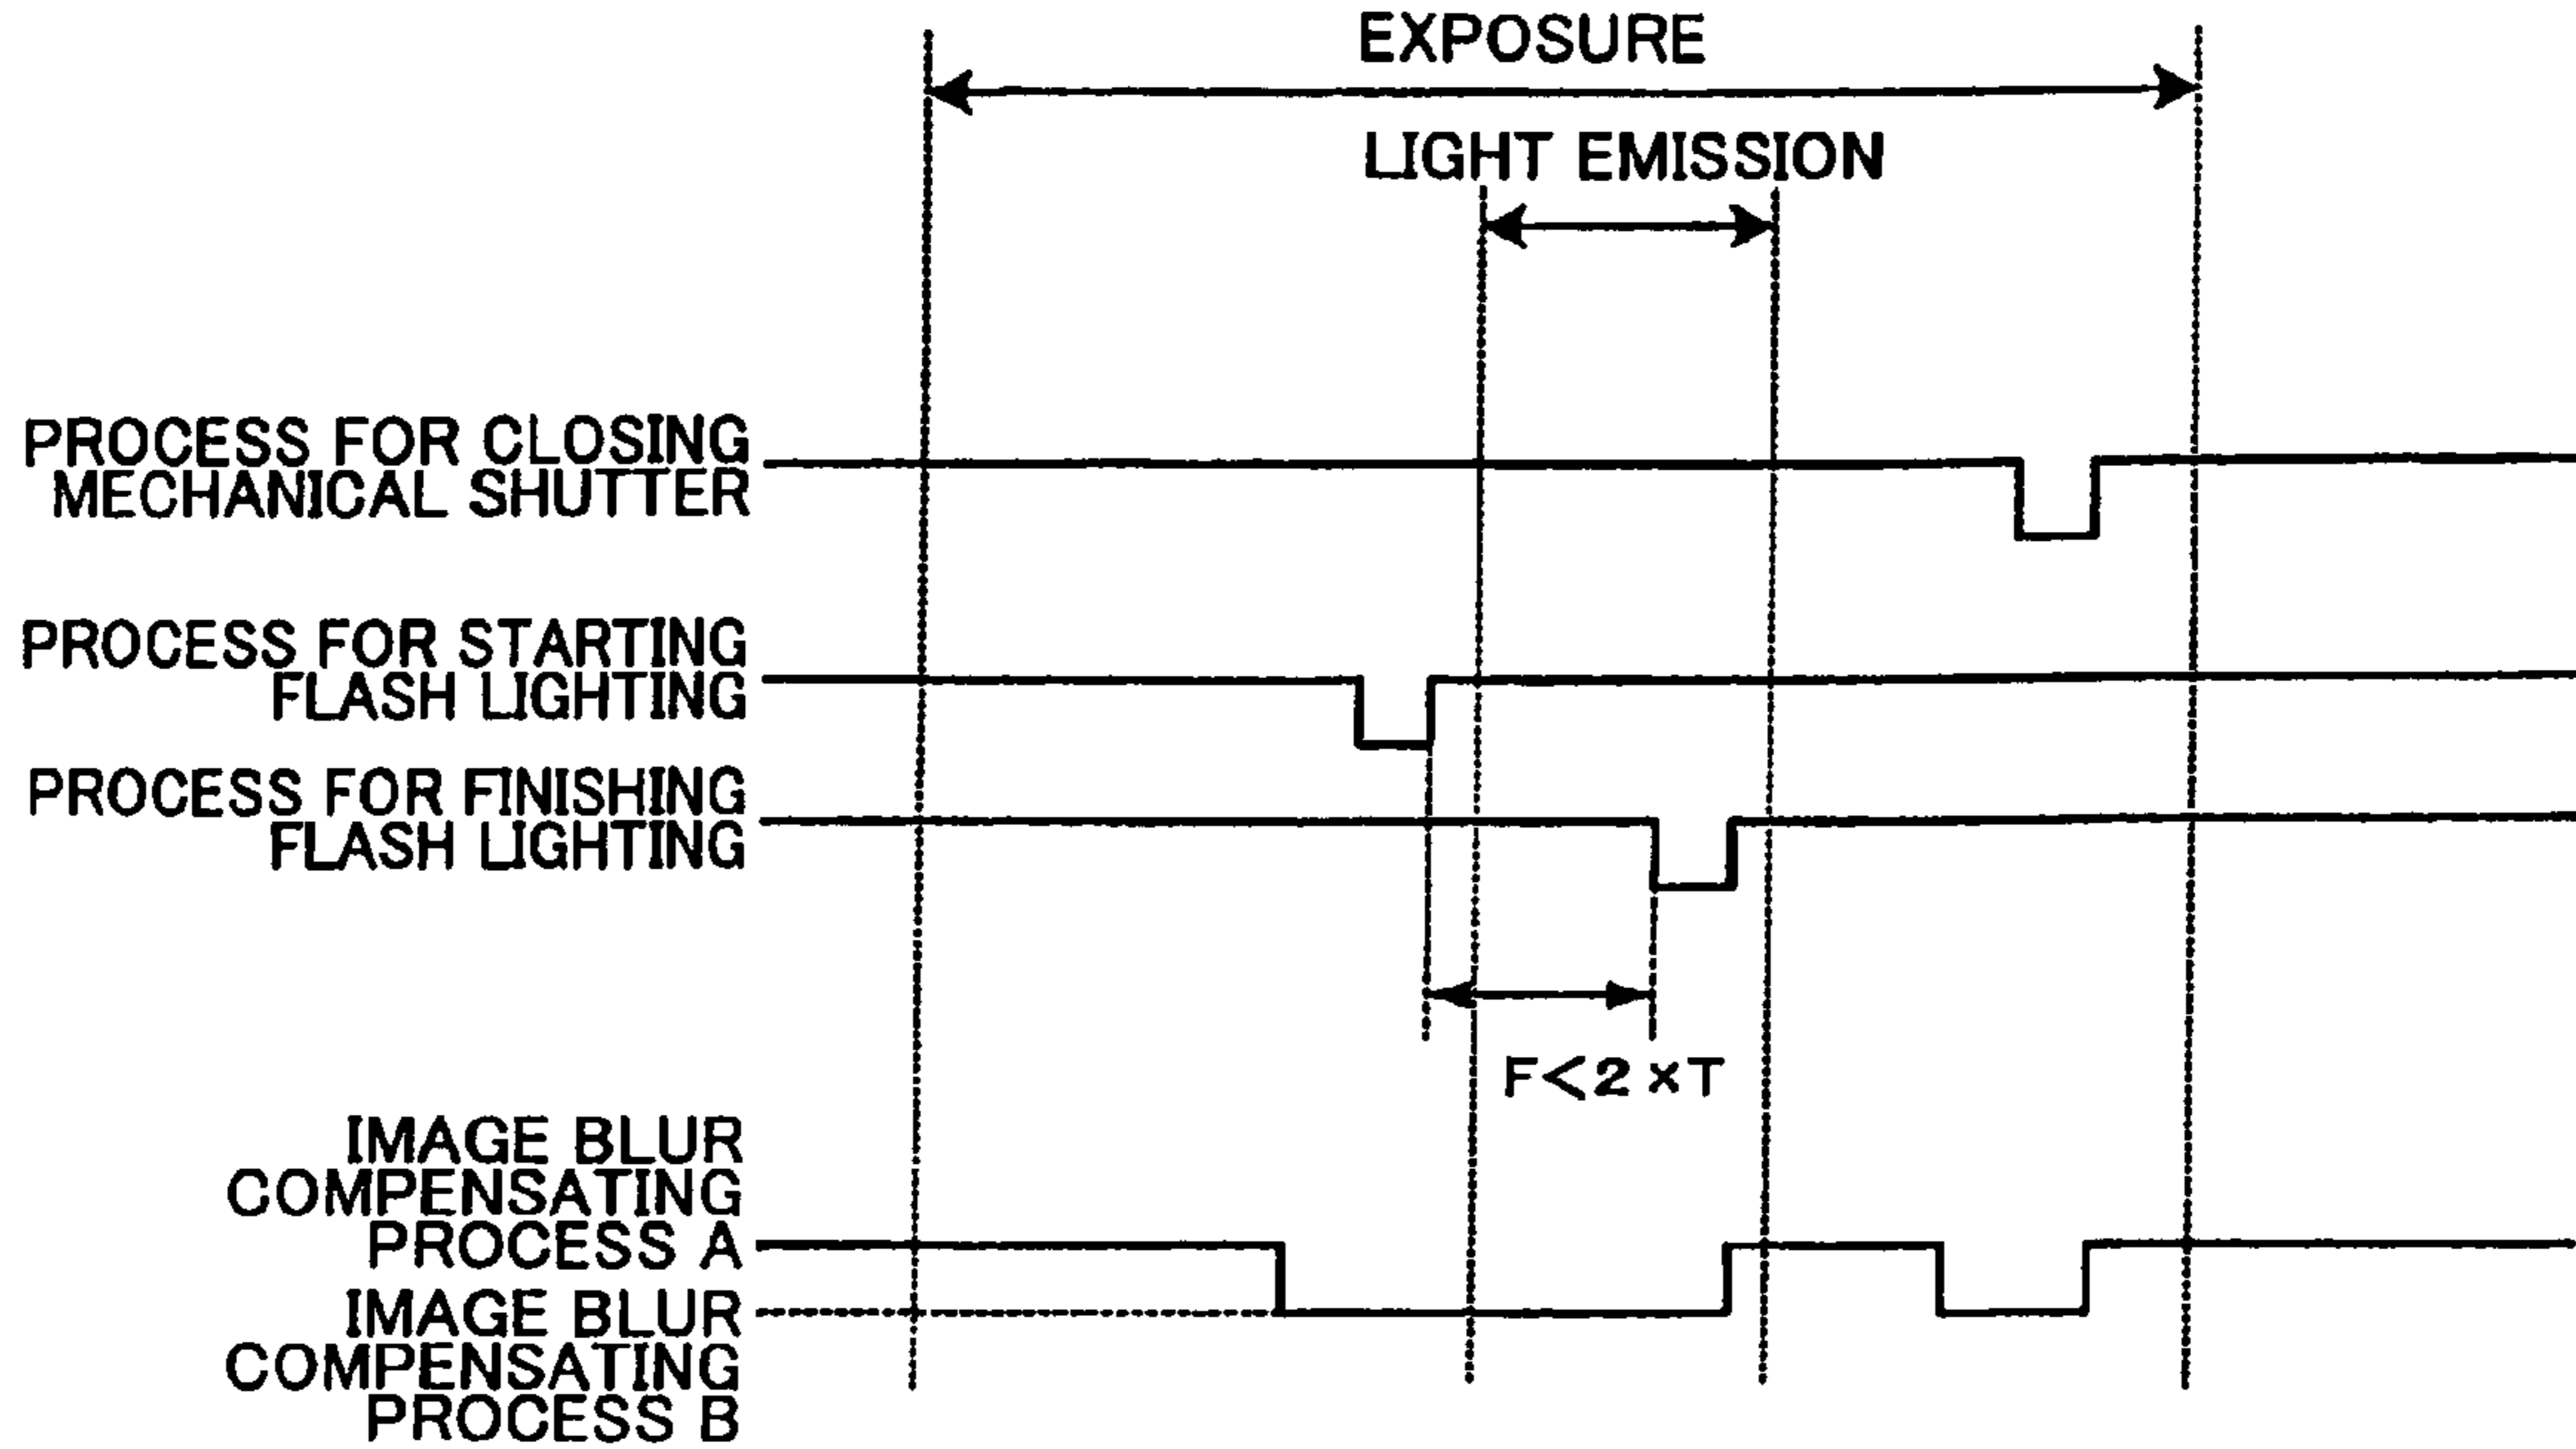 EXPOSURE
LIGHT EMISSION
PROCESS FOR CLOSING
MECHANICAL SHUTTER
PROCESS FOR STARTING
FLASH LIGHTING
PROCESS FOR FINISHING
FLASH LIGHTING
F<2 ×T
IMAGE BLUR
COMPENSATING
PROCESS A
IMAGE BLUR
COMPENSATING
PROCESS B